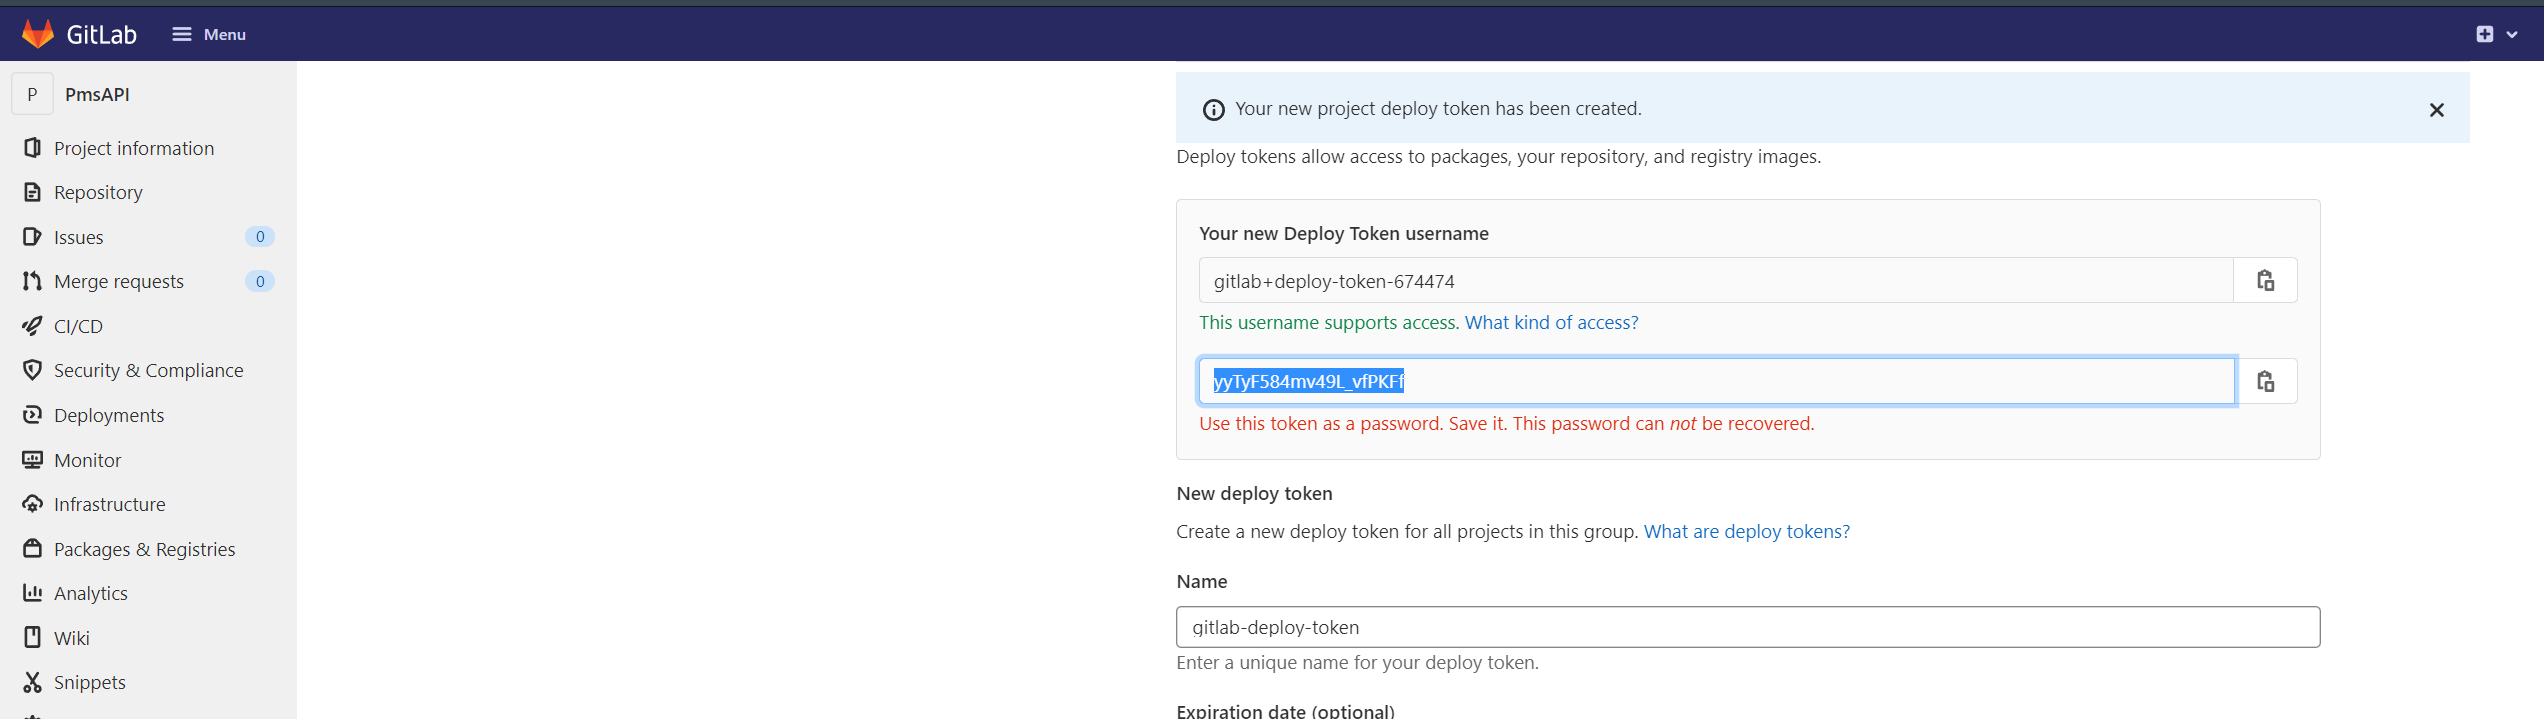 GitLab
Menu
P
PmsAPI
Project information
Repository
Issues
0
Merge requests
0
CI/CD
Security & Compliance
Deployments
Monitor
Infrastructure
Packages & Registries
Analytics
Wiki
Snippets
Your new project deploy token has been created.
Deploy tokens allow access to packages, your repository, and registry images.
Your new Deploy Token username
gitlab+deploy-token-674474
This username supports access. What kind of access?
yyTyF584mv49L_vfPKFf
Use this token as a password. Save it. This password can not be recovered.
New deploy token
Create a new deploy token for all projects in this group. What are deploy tokens?
Name
gitlab-deploy-token
Enter a unique name for your deploy token.
Expiration date (optional)